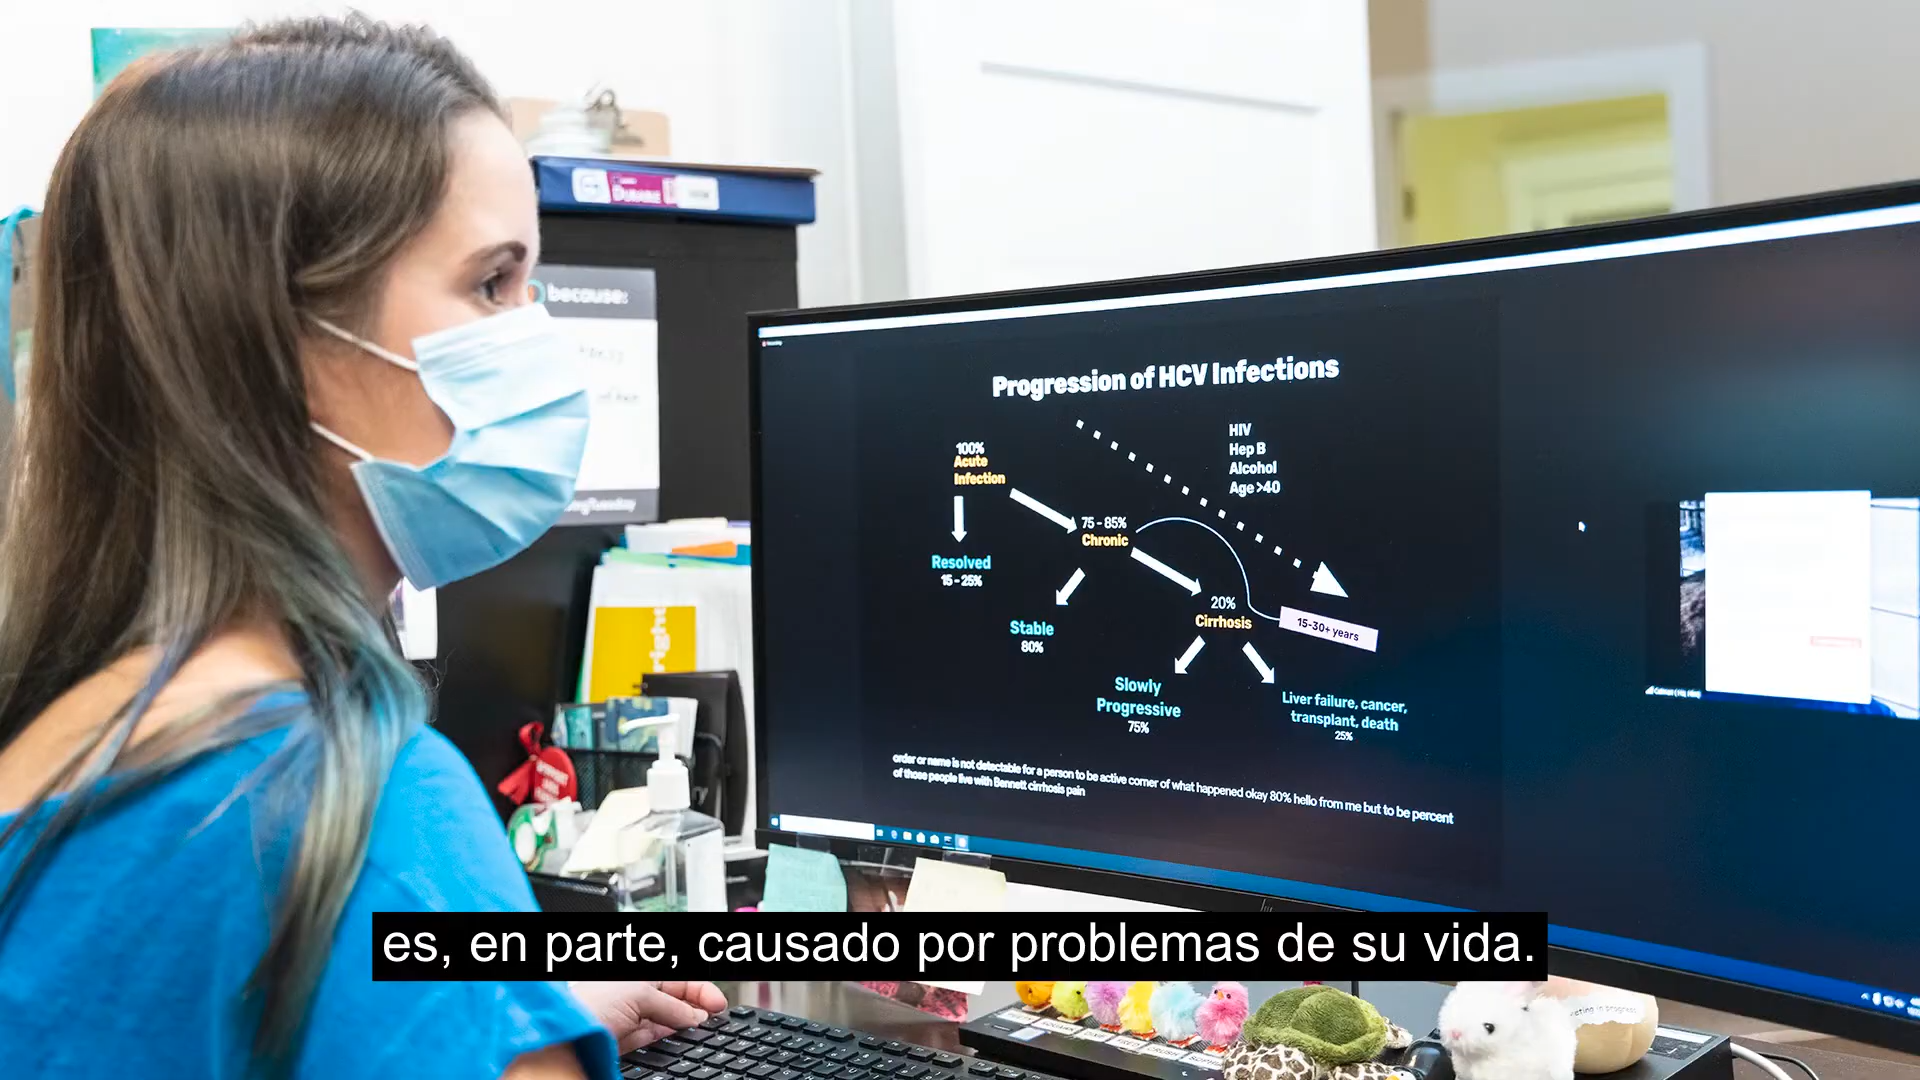 because:
Progression of HCV Infections
100%
Acute
Infection
HIV
Hep B
Alcohol
Age >40
75 - 85%
Chronic
Resolved
15 - 25%
20%
Cirrhosis
15-30+ years
Stable
80%
Slowly
Progressive
75%
Liver failure, cancer,
transplant, death
25%
order or name is not detectable for a person to be active corner of what happened okay 80% hello from me but to be percent
of those people live with Bennett cirrhosis pain
right
es, en parte, causado por problemas de su vida.